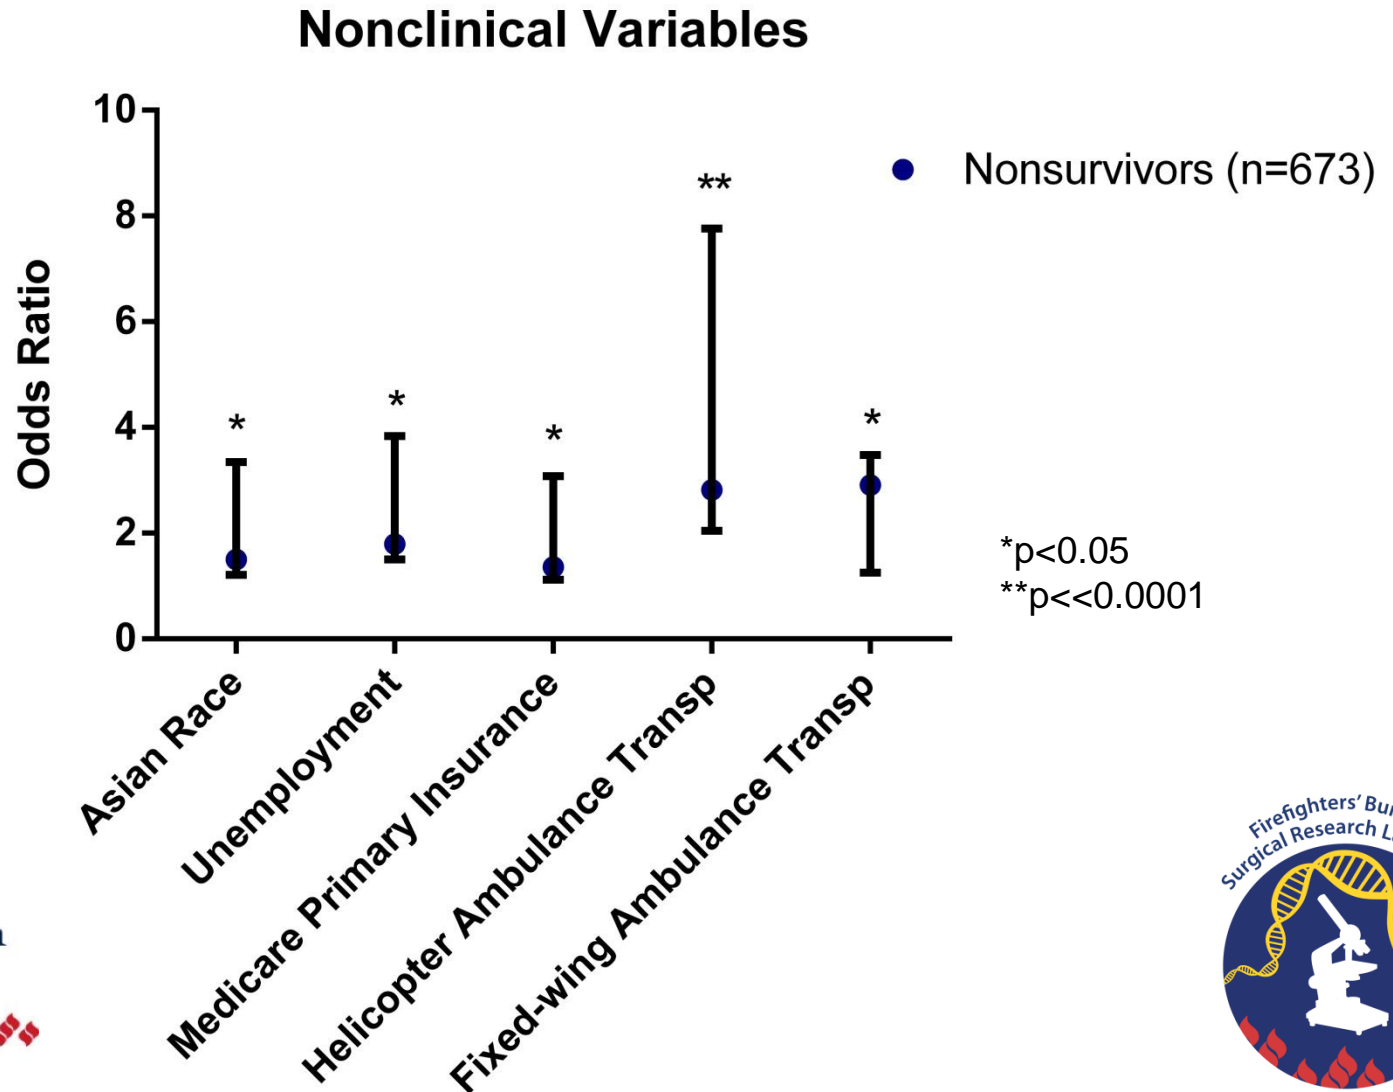 Nonclinical Variables
10
8
6
4
2
0
Odds Ratio
*
*
*
**
*
Nonsurvivors (n=673)
*p<0.05
**p<<0.0001
Asian Race
Unemployment
Medicare Primary Insurance
Helicopter Ambulance Transp
Fixed-wing Ambulance Transp
Firefighters'
Surgical Research